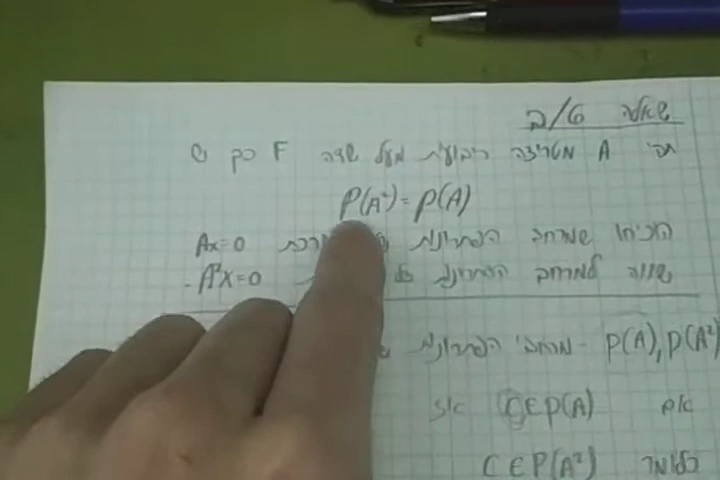 שאלה 6/ב
תהי A מטריצה ריבועית מעל שדה F כך ש
ρ(A²) = ρ(A)
הוכיחו שמרחב הפתרונות Ax=0
שווה למרחב הפתרונות A²x=0.
P(A), P(A²) - מרחבי הפתרונות
אם C∈P(A) אז
כלומר C∈P(A²)